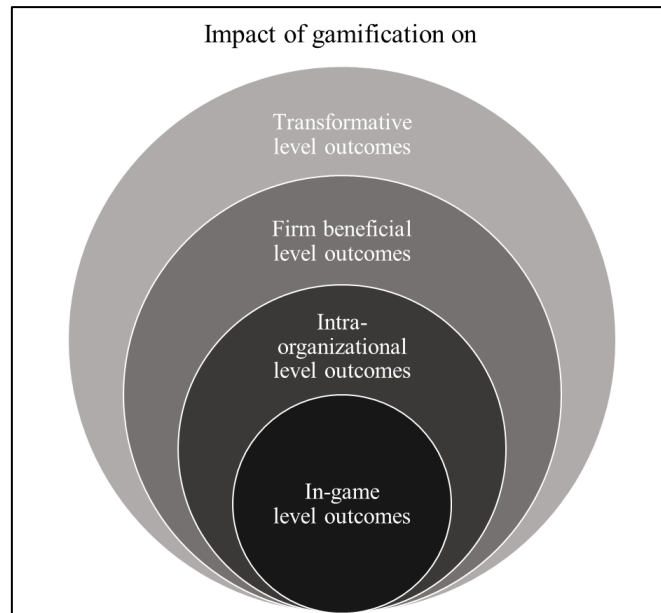 Impact of gamification on
Transformative
level outcomes
Firm beneficial
level outcomes
Intra-
organizational
level outcomes
In-game
level outcomes